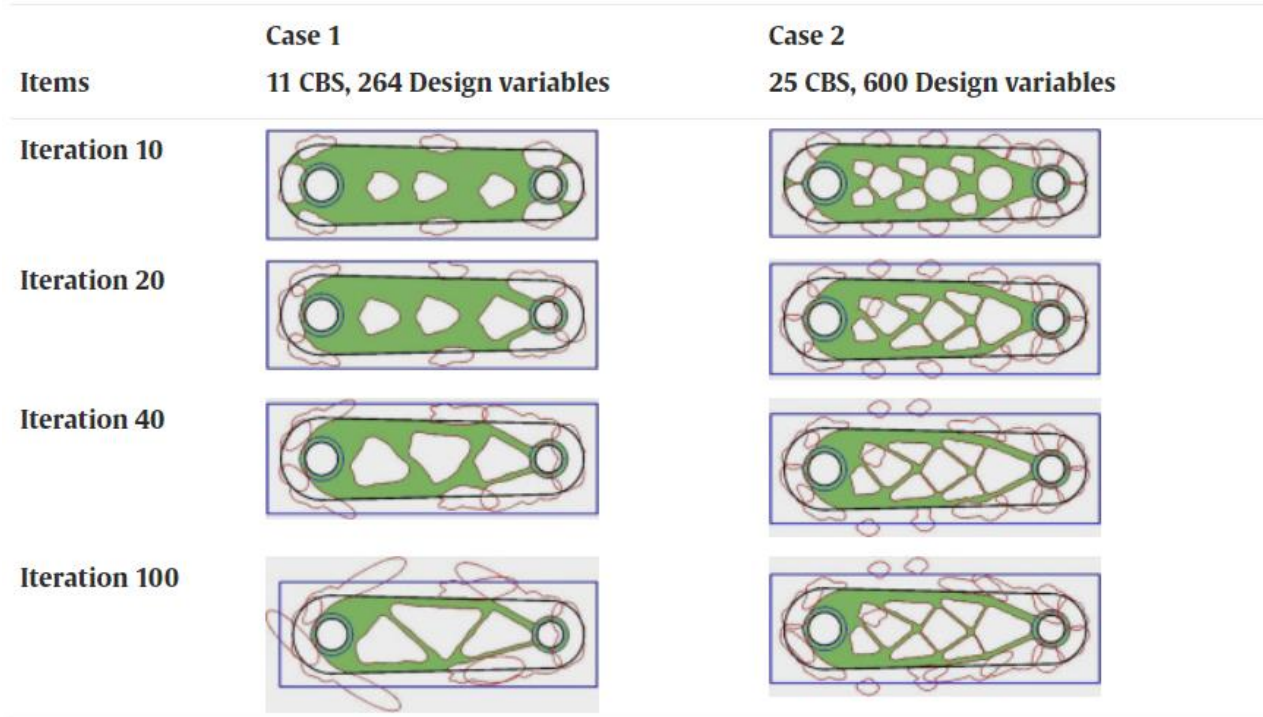 Case 1
Case 2
Items
11 CBS, 264 Design variables
25 CBS, 600 Design variables
Iteration 10
Iteration 20
Iteration 40
Iteration 100